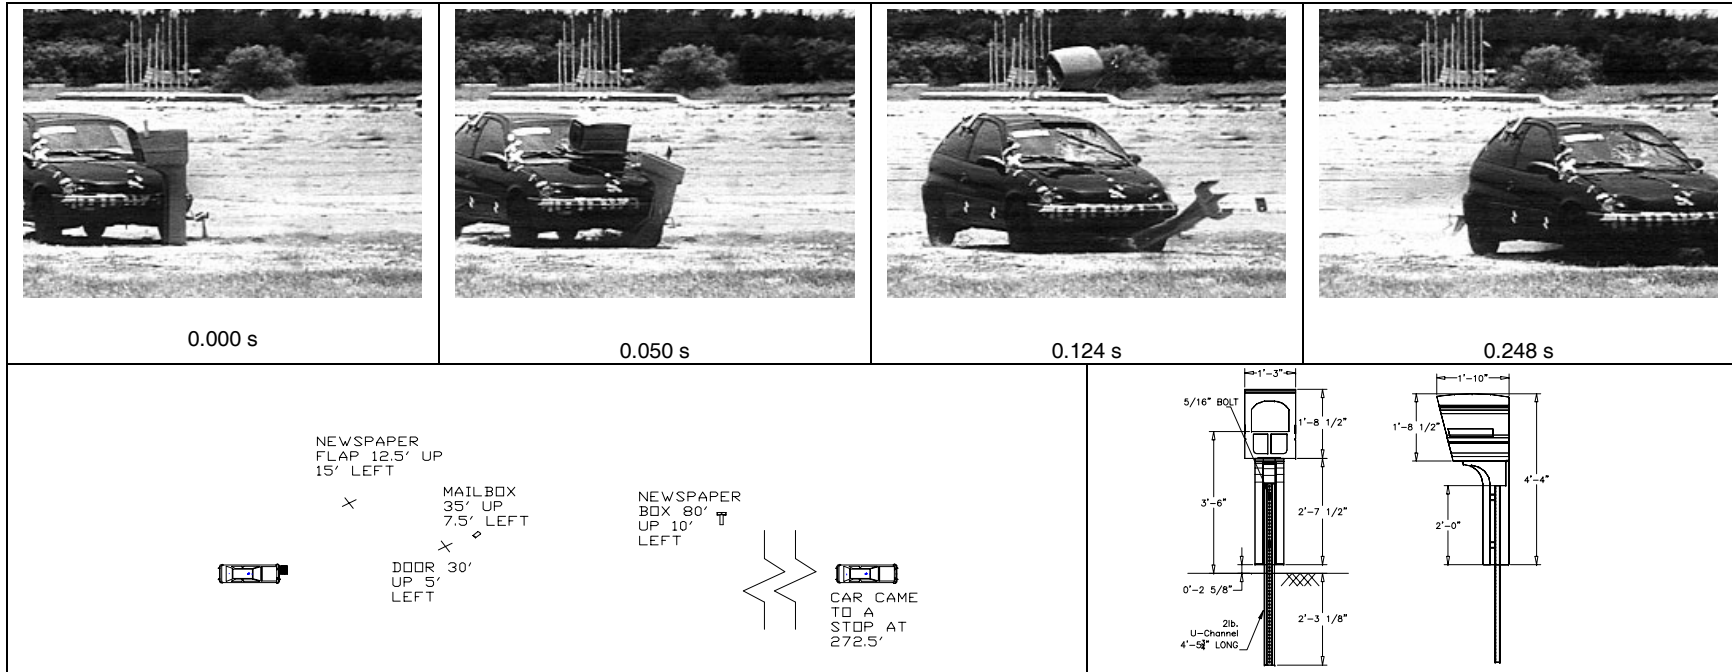 0.000 s
0.050 s
0.124 s
0.248 s
NEWSPAPER
FLAP 12.5' UP
15' LEFT
MAILBOX
35' UP
7.5' LEFT
DOOR 30'
UP 5'
LEFT
NEWSPAPER
BOX 80'
UP 10'
LEFT
CAR CAME
TO A
STOP AT
272.5'
1'-3"
5/16" BOLT
1'-8 1/2"
3'-6"
2'-7 1/2"
0'-2 5/8"
2'-3 1/8"
2lb.
U-Channel
LONG
1'-10"
1'-8 1/2"
4'-4"
2'-0"